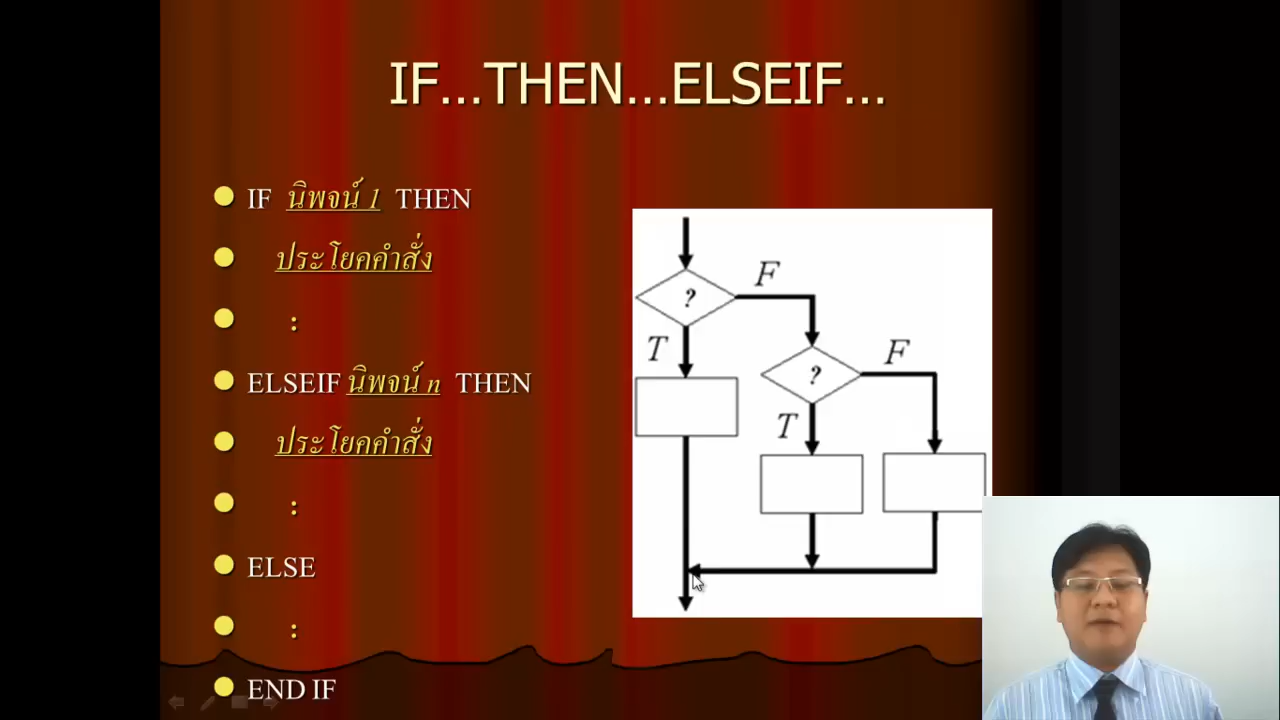 IF...THEN...ELSEIF...
IF นิพจน์ 1 THEN
ประโยคคำสั่ง
:
ELSEIF นิพจน์ n THEN
ประโยคคำสั่ง
:
ELSE
:
END IF
?
F
T
?
F
T